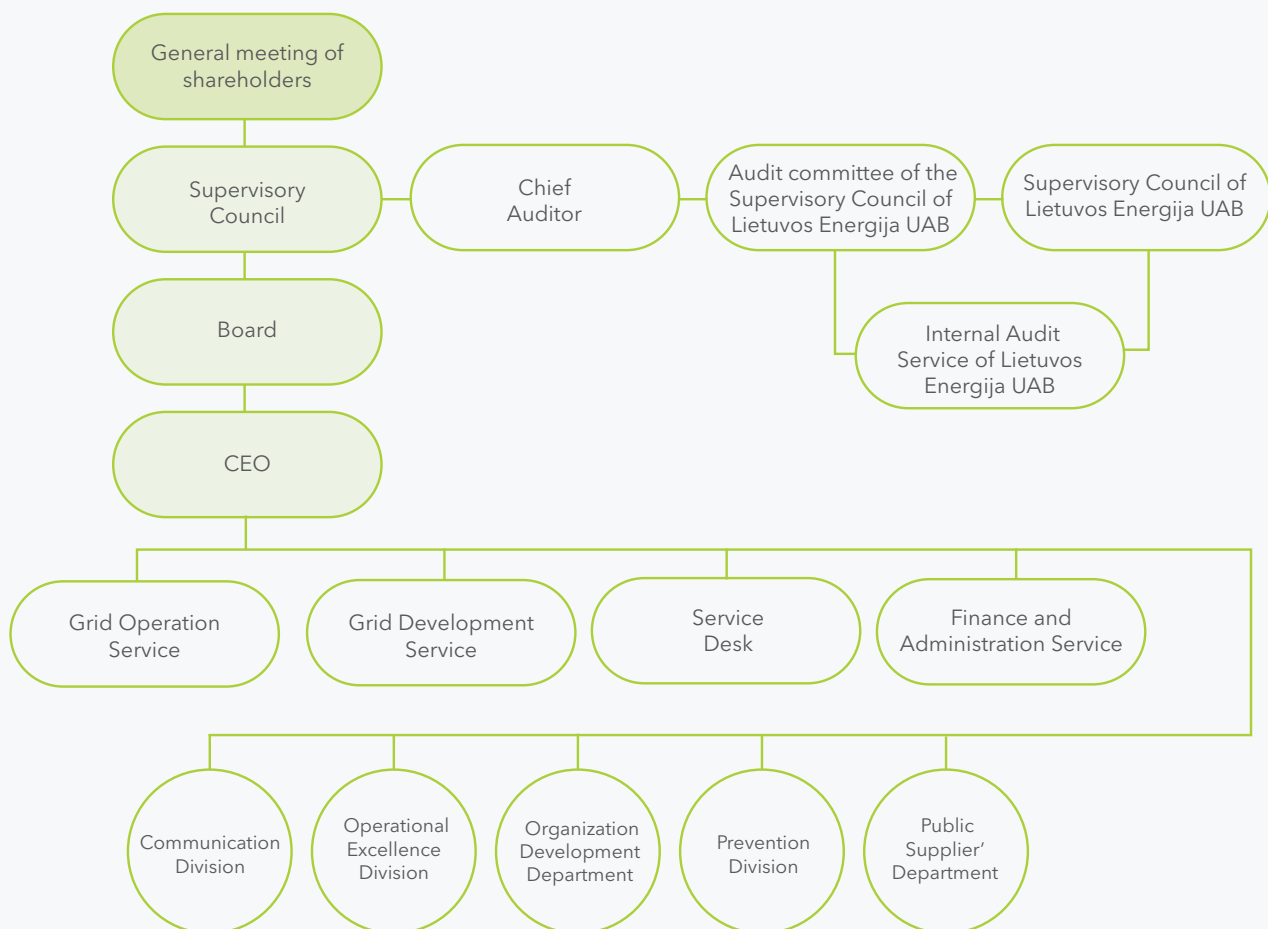 General meeting of
shareholders
Supervisory
Council
Chief
Auditor
Audit committee of the
Supervisory Council of
Lietuvos Energija UAB
Supervisory Council of
Lietuvos Energija UAB
Board
Internal Audit
Service of Lietuvos
Energija UAB
CEO
Grid Operation
Service
Grid Development
Service
Service
Desk
Finance and
Administration Service
Communication
Division
Operational
Excellence
Division
Organization
Development
Department
Prevention
Division
Public
Supplier’
Department